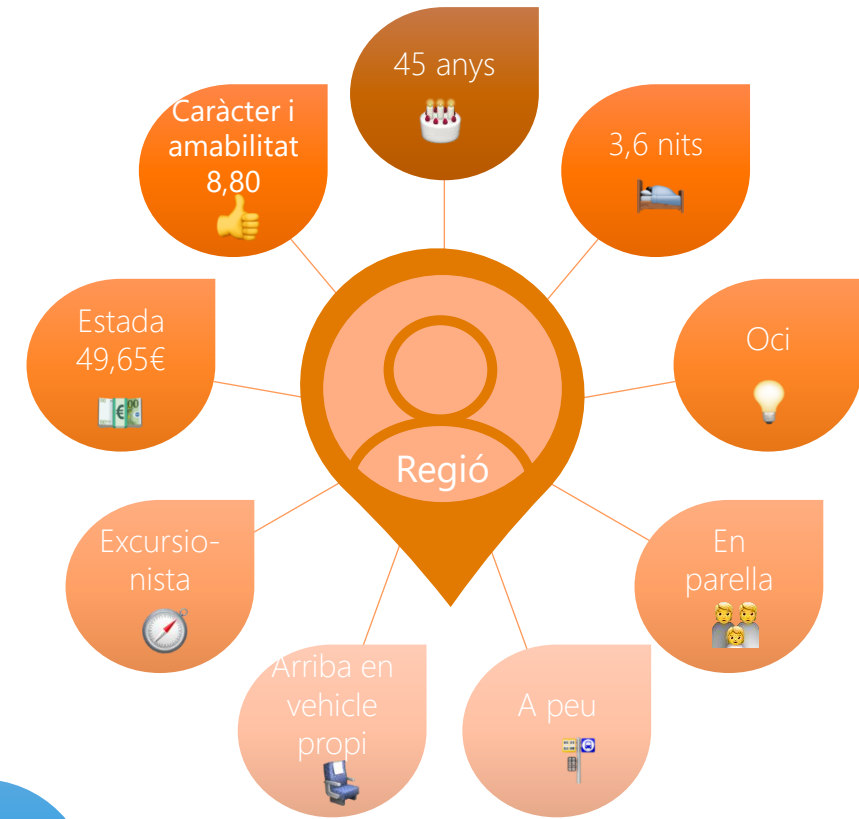 45 anys
3,6 nits
Oci
En
parella
A peu
Arriba en
vehicle
propi
Excursio-
nista
Estada
49,65€
Caràcter i
amabilitat
8,80
Regió